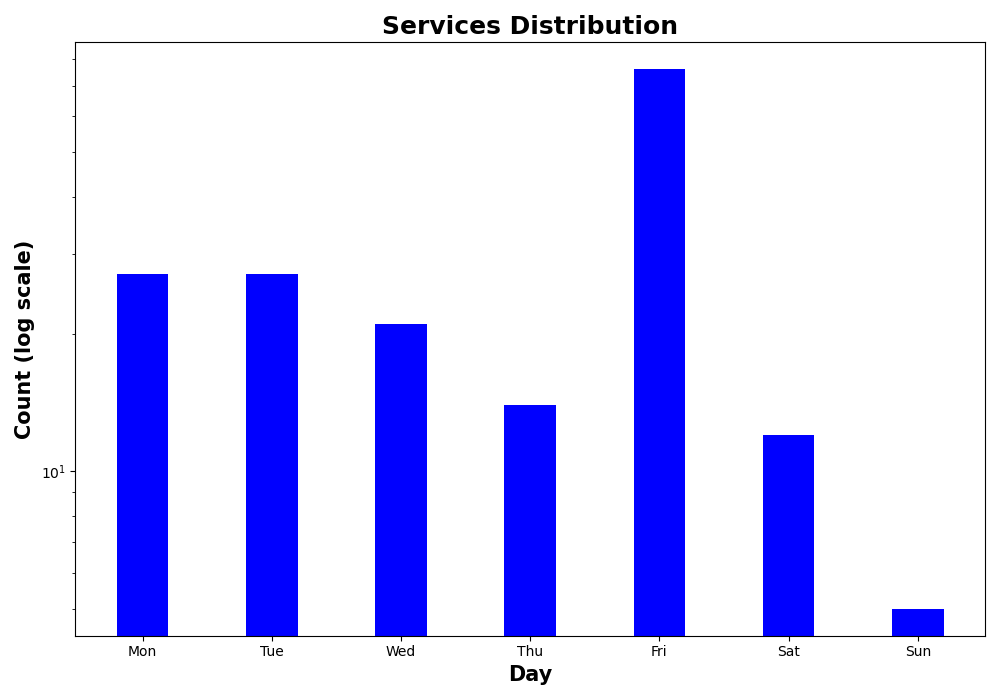 Services Distribution
Count (log scale)
10¹
Mon Tue Wed Thu Fri Sat Sun
Day